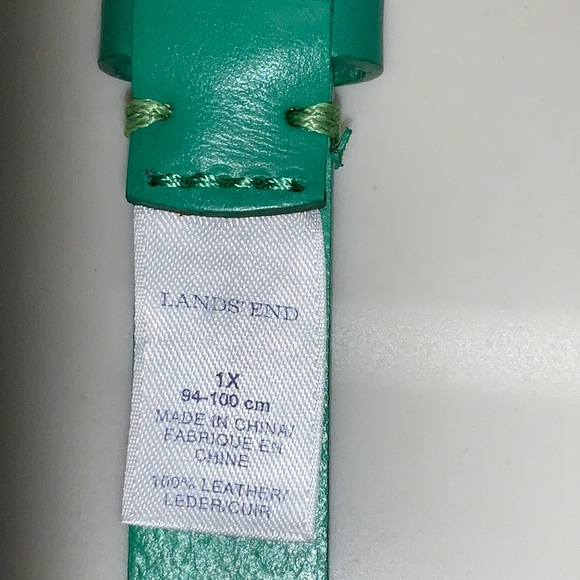 LANDS' END
1X
94-100 cm
MADE IN CHINA/
FABRIQUE EN
CHINE
100% LEATHER/
LEDER/CUIR